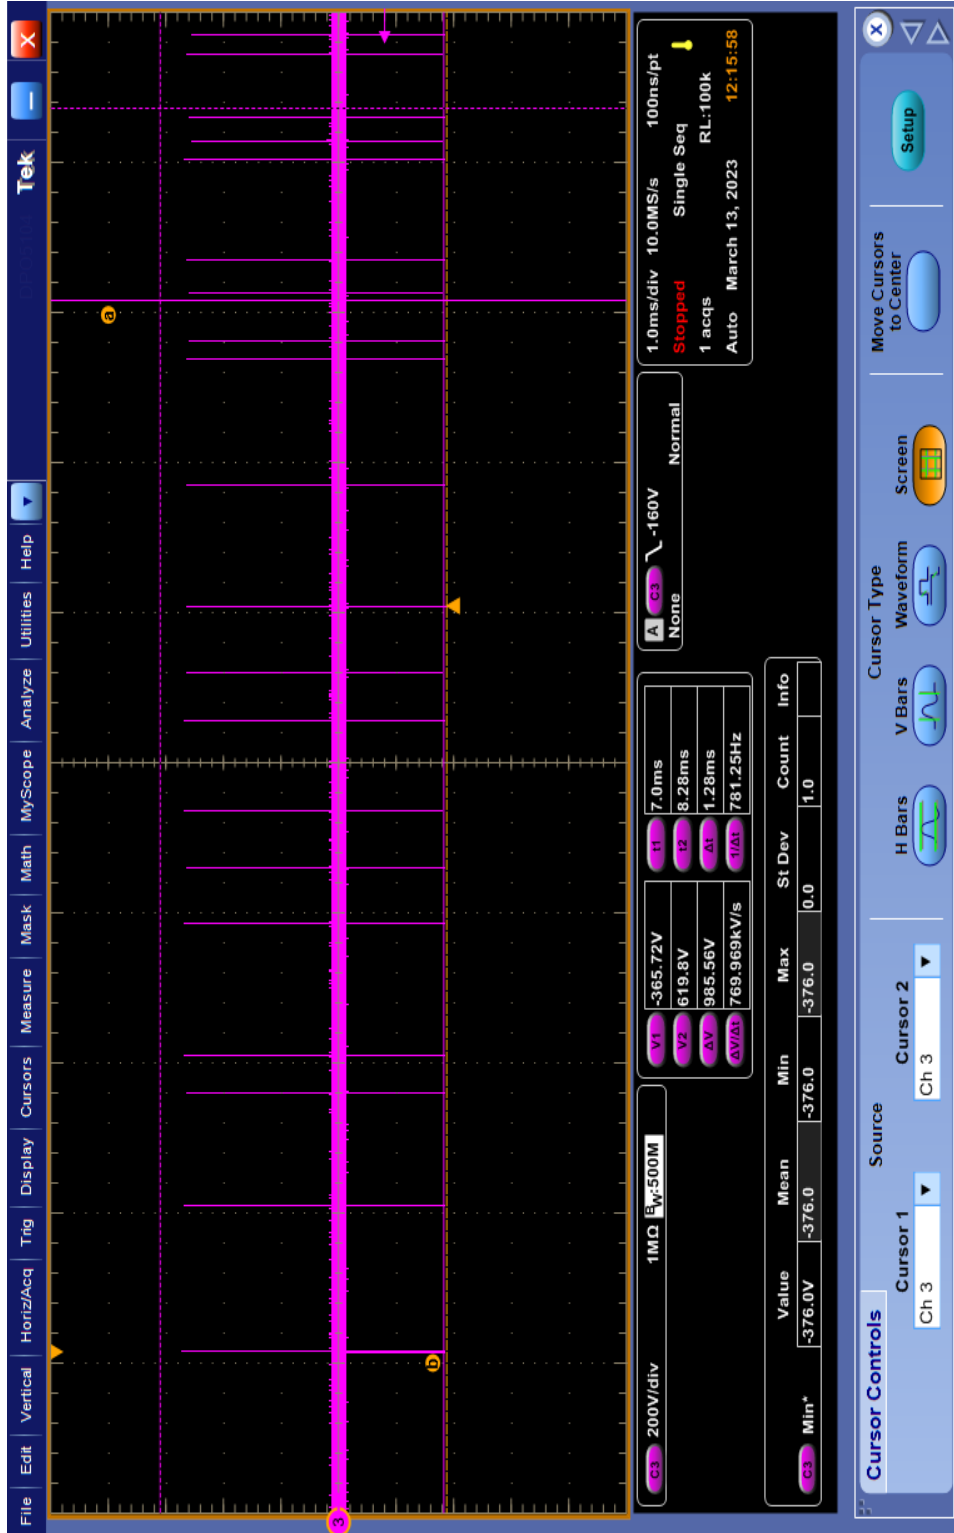 File Edit Vertical Horiz/Acq Trig Display Cursors Measure Mask Math MyScope Analyze Utilities Help Tek X
a
b
3
C3 200V/div 1MΩ BW:500M
V1 -365.72V t1 7.0ms
V2 619.8V t2 8.28ms
ΔV 985.56V Δt 1.28ms
ΔV/Δt 769.969kV/s 1/Δt 781.25Hz
A C3 -160V
None Normal
1.0ms/div 10.0MS/s 100ns/pt
Stopped Single Seq
1 acqs RL:100k
Auto March 13, 2023 12:15:58
Value Mean Min Max St Dev Count Info
C3 Min* -376.0V -376.0 -376.0 -376.0 0.0 1.0
Cursor Controls
Source
Cursor 1
Ch 3
Cursor 2
Ch 3
Cursor Type
H Bars V Bars Waveform Screen
Move Cursors
to Center
Setup
X